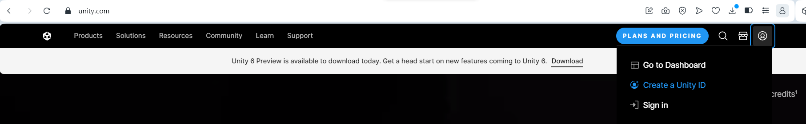 unity.com
Products Solutions Resources Community Learn Support PLANS AND PRICING
Unity 6 Preview is available to download today. Get a head start on new features coming to Unity 6. Download
Go to Dashboard
Create a Unity ID
credits¹
Sign in